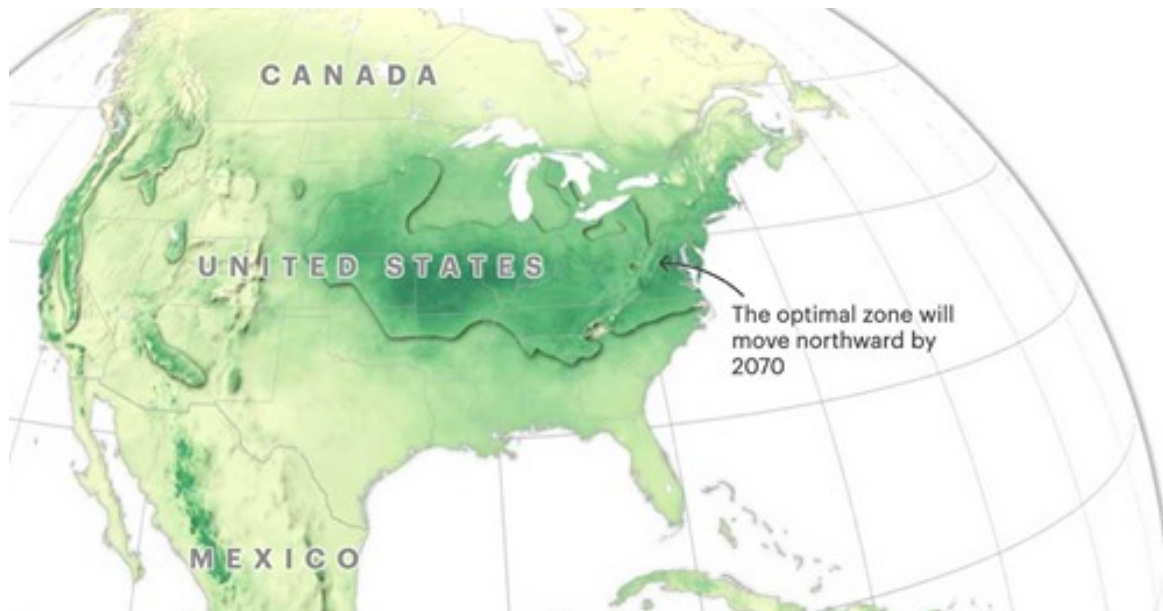 CANADA
UNITED STATES
The optimal zone will
move northward by
2070
MEXICO